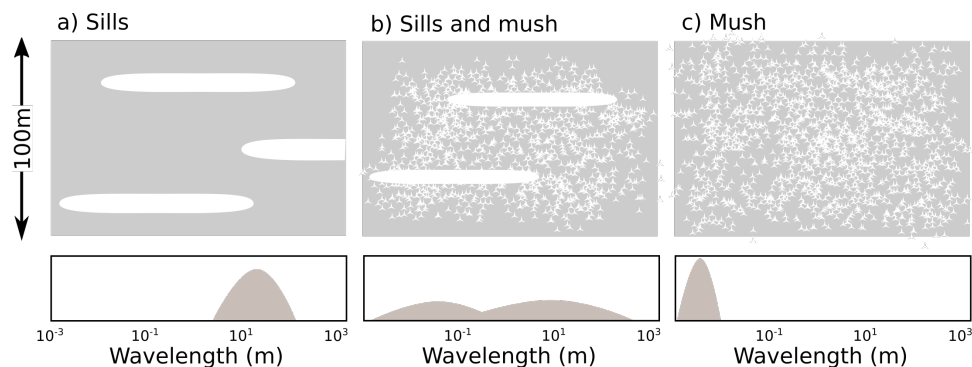 a) Sills
b) Sills and mush
c) Mush
100m
10⁻³ 10⁻¹ 10¹ 10³
10⁻¹ 10¹ 10³
10⁻¹ 10¹ 10³
Wavelength (m)
Wavelength (m)
Wavelength (m)